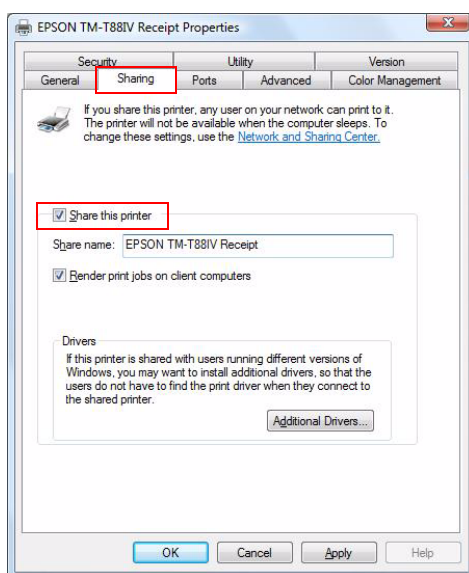 EPSON TM-T88IV Receipt Properties
Security Utility Version
General Sharing Ports Advanced Color Management
If you share this printer, any user on your network can print to it.
The printer will not be available when the computer sleeps. To
change these settings, use the Network and Sharing Center.
Share this printer
Share name: EPSON TM-T88IV Receipt
Render print jobs on client computers
Drivers
If this printer is shared with users running different versions of
Windows, you may want to install additional drivers, so that the
users do not have to find the print driver when they connect to
the shared printer.
Additional Drivers...
OK Cancel Apply Help